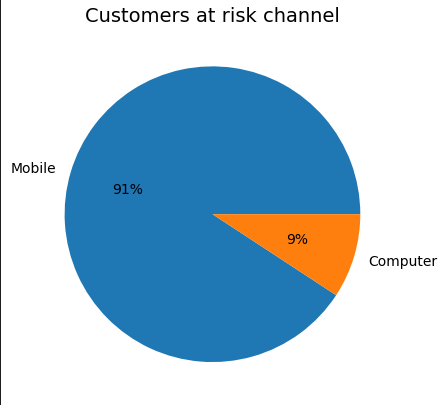 Customers at risk channel
Mobile
91%
9%
Computer